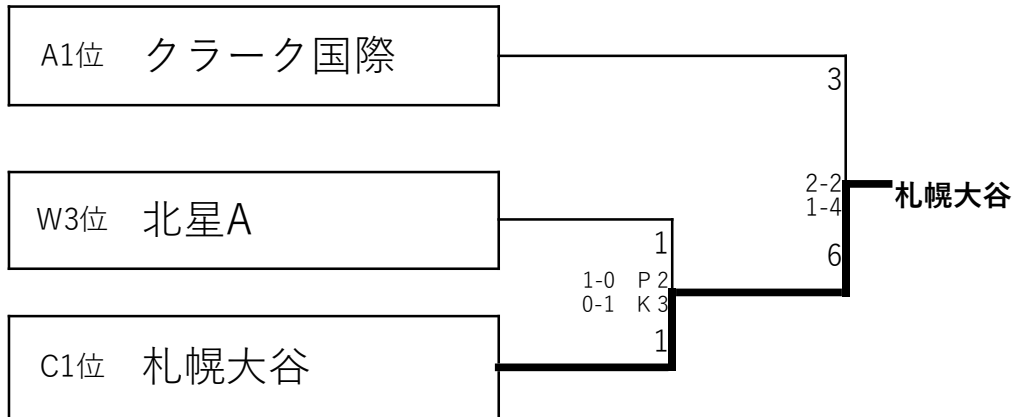 A1位 クラーク国際
3
2-2
1-4
札幌大谷
W3位 北星A
1
6
1-0 P 2
0-1 K 3
1
C1位 札幌大谷